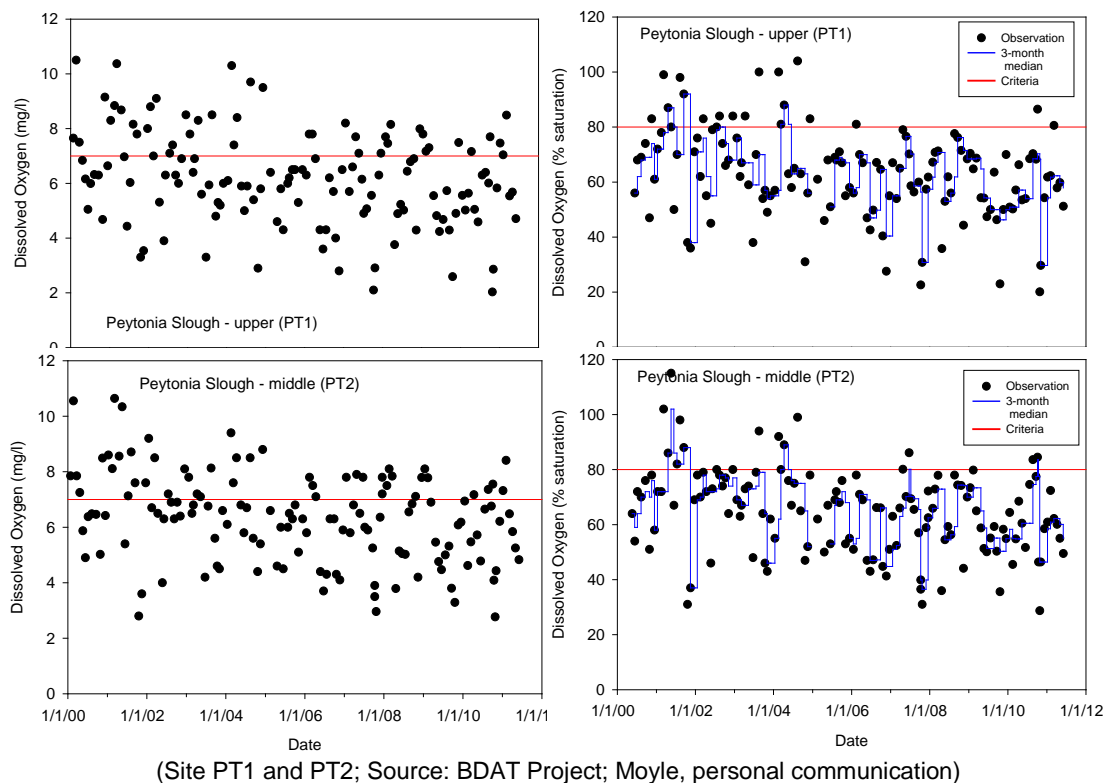 12
10
8
6
4
2
0
Dissolved Oxygen (mg/l)
Peytonia Slough - upper (PT1)
120
100
80
60
40
20
0
Dissolved Oxygen (% saturation)
Peytonia Slough - upper (PT1)
Observation
3-month
median
Criteria
12
10
8
6
4
2
0
Dissolved Oxygen (mg/l)
Peytonia Slough - middle (PT2)
1/1/00
1/1/02
1/1/04
1/1/06
1/1/08
1/1/10
1/1/1
Date
120
100
80
60
40
20
0
Dissolved Oxygen (% saturation)
Peytonia Slough - middle (PT2)
Observation
3-month
median
Criteria
1/1/00
1/1/02
1/1/04
1/1/06
1/1/08
1/1/10
1/1/12
Date
(Site PT1 and PT2; Source: BDAT Project; Moyle, personal communication)